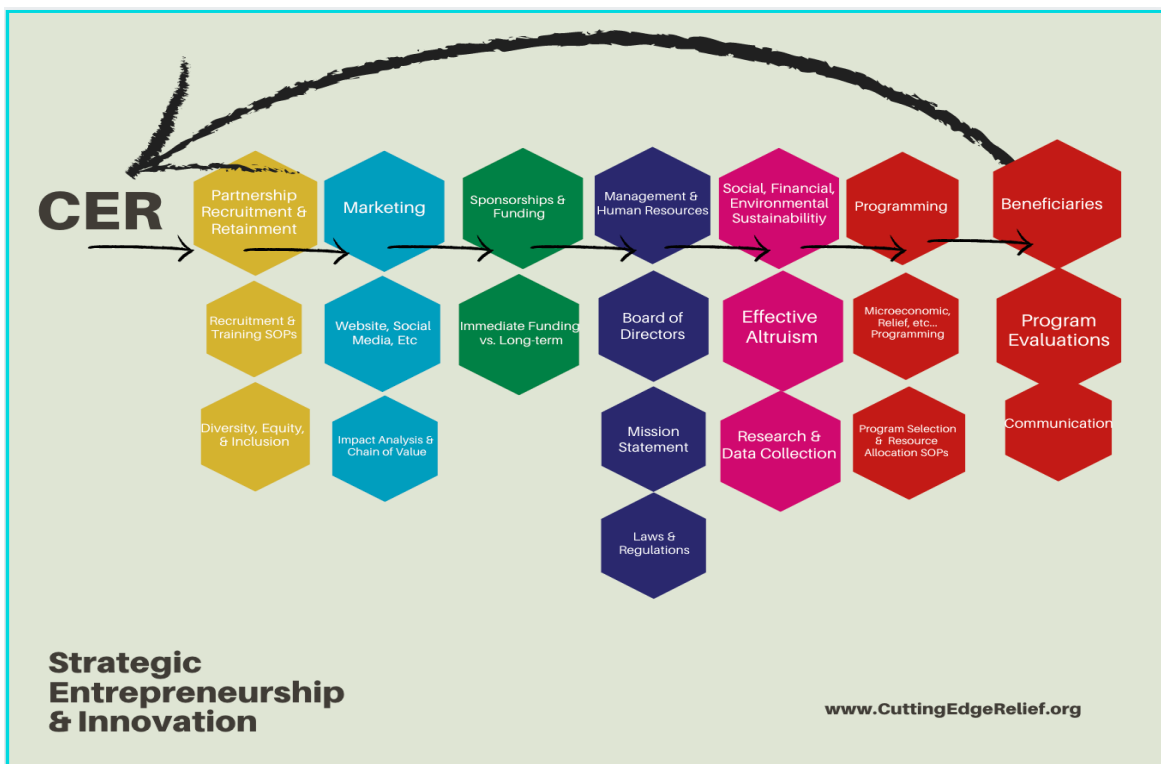 CER
Partnership
Recruitment &
Retainment
Marketing
Sponsorships &
Funding
Management &
Human Resources
Social, Financial,
Environmental
Sustainabilitiy
Programming
Beneficiaries
Recruitment &
Training SOPs
Website, Social
Media, Etc
Immediate Funding
vs. Long-term
Board of
Directors
Effective
Altruism
Microeconomic,
Relief, etc...
Programming
Program
Evaluations
Diversity, Equity,
& Inclusion
Impact Analysis &
Chain of Value
Mission
Statement
Research &
Data Collection
Program Selection
& Resource
Allocation SOPs
Communication
Laws &
Regulations
Strategic
Entrepreneurship
& Innovation
www.CuttingEdgeRelief.org